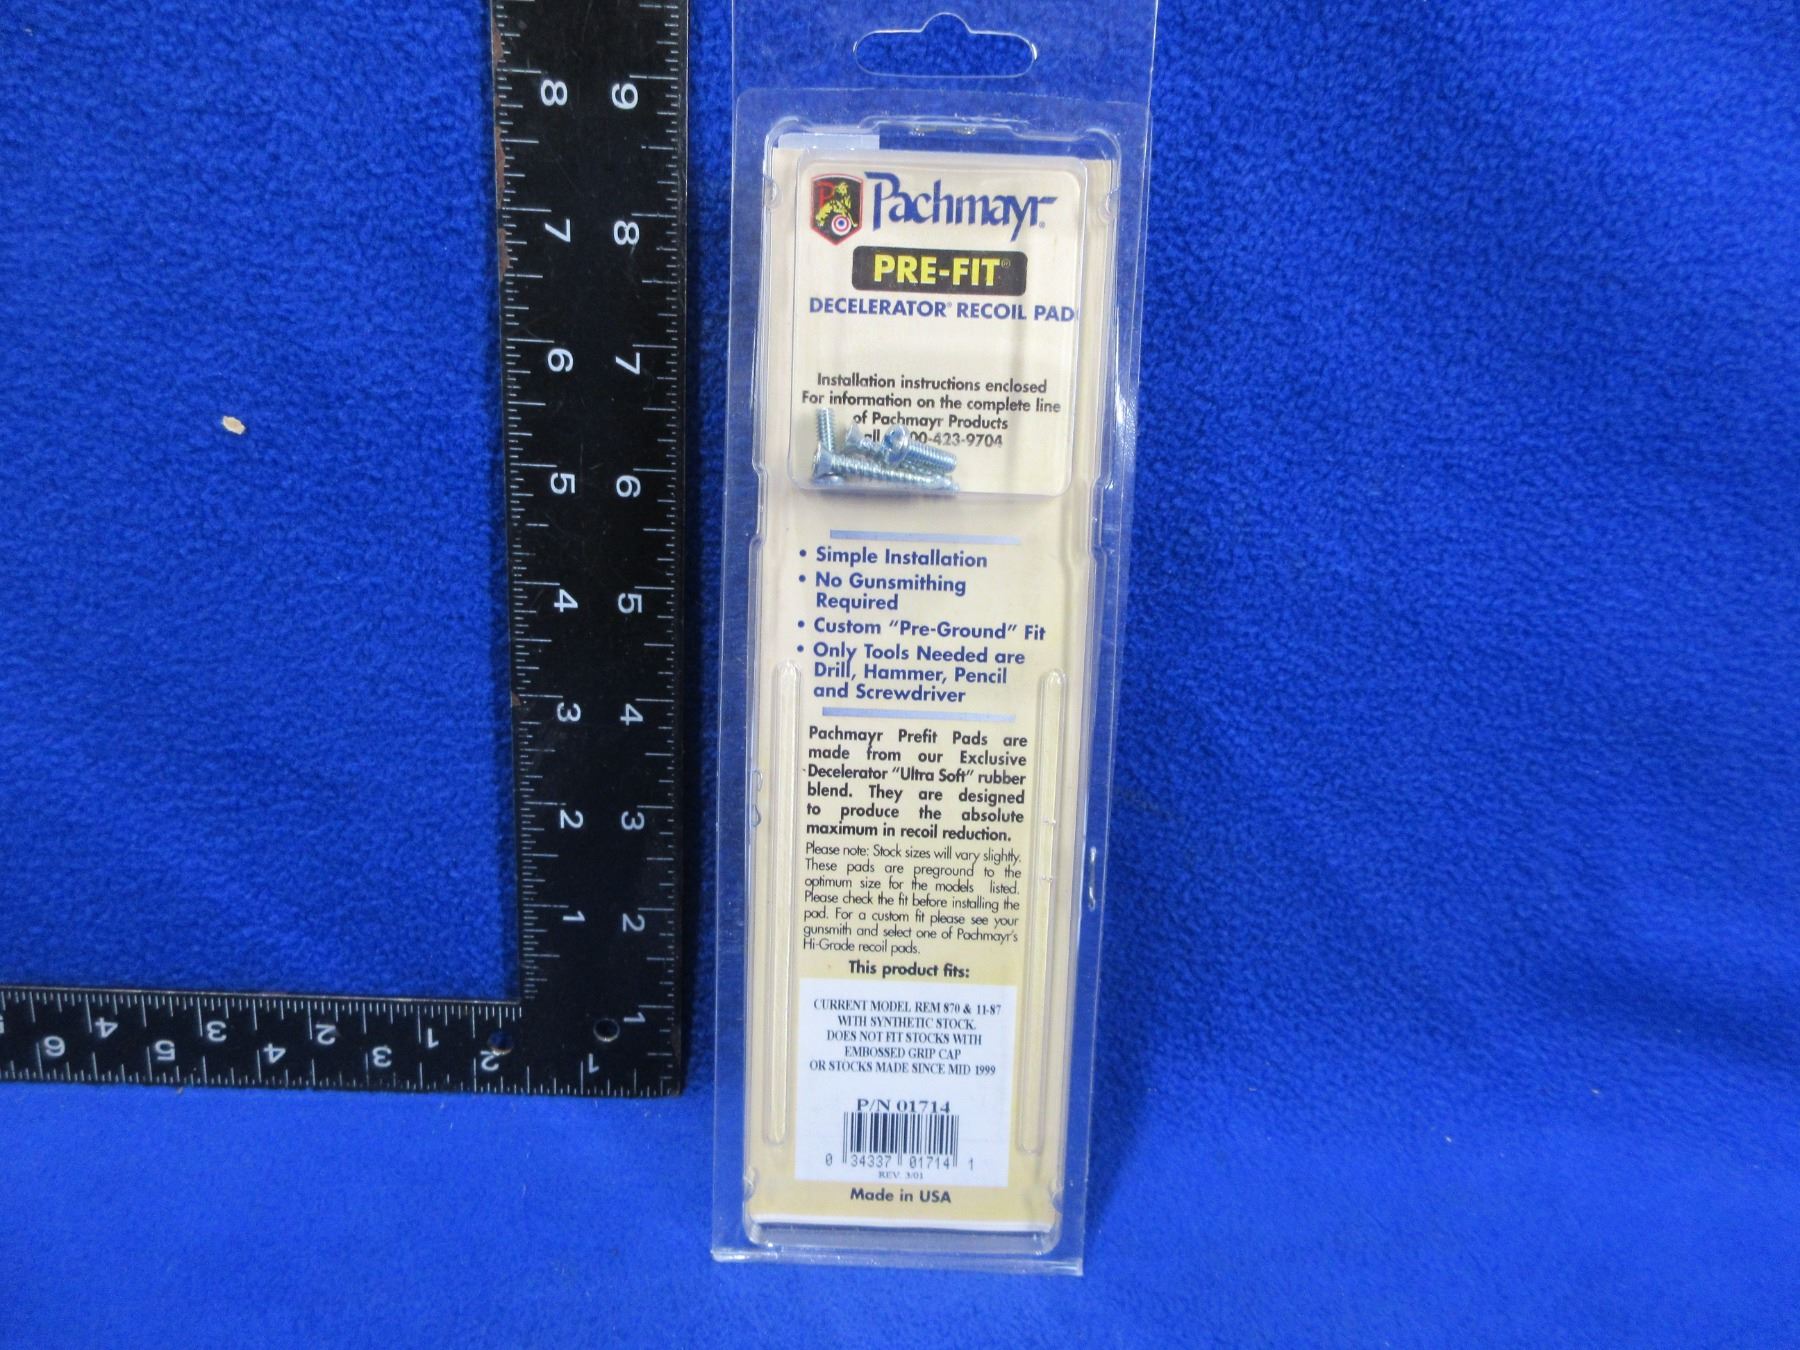 Pachmayr®
PRE-FIT®
DECELERATOR® RECOIL PAD
Installation instructions enclosed
For information on the complete line
of Pachmayr Products
00-423-9704
• Simple Installation
• No Gunsmithing
Required
• Custom "Pre-Ground" Fit
• Only Tools Needed are
Drill, Hammer, Pencil
and Screwdriver
Pachmayr Prefit Pads are
made from our Exclusive
Decelerator "Ultra Soft" rubber
blend. They are designed
to produce the absolute
maximum in recoil reduction.
Please note: Stock sizes will vary slightly.
These pads are preground to the
optimum size for the models listed.
Please check the fit before installing the
pad. For a custom fit please see your
gunsmith and select one of Pachmayr's
Hi-Grade recoil pads.
This product fits:
CURRENT MODEL REM 870 & 11-87
WITH SYNTHETIC STOCK.
DOES NOT FIT STOCKS WITH
EMBOSSED GRIP CAP
OR STOCKS MADE SINCE MID 1999
P/N 01714
0 34337 01714 1
REV. 3/01
Made in USA
8 9
7 8
6 7
5 6
4 5
3 4
2 3
1 2
1
4 3 2 1
6 5 4 3 2 1